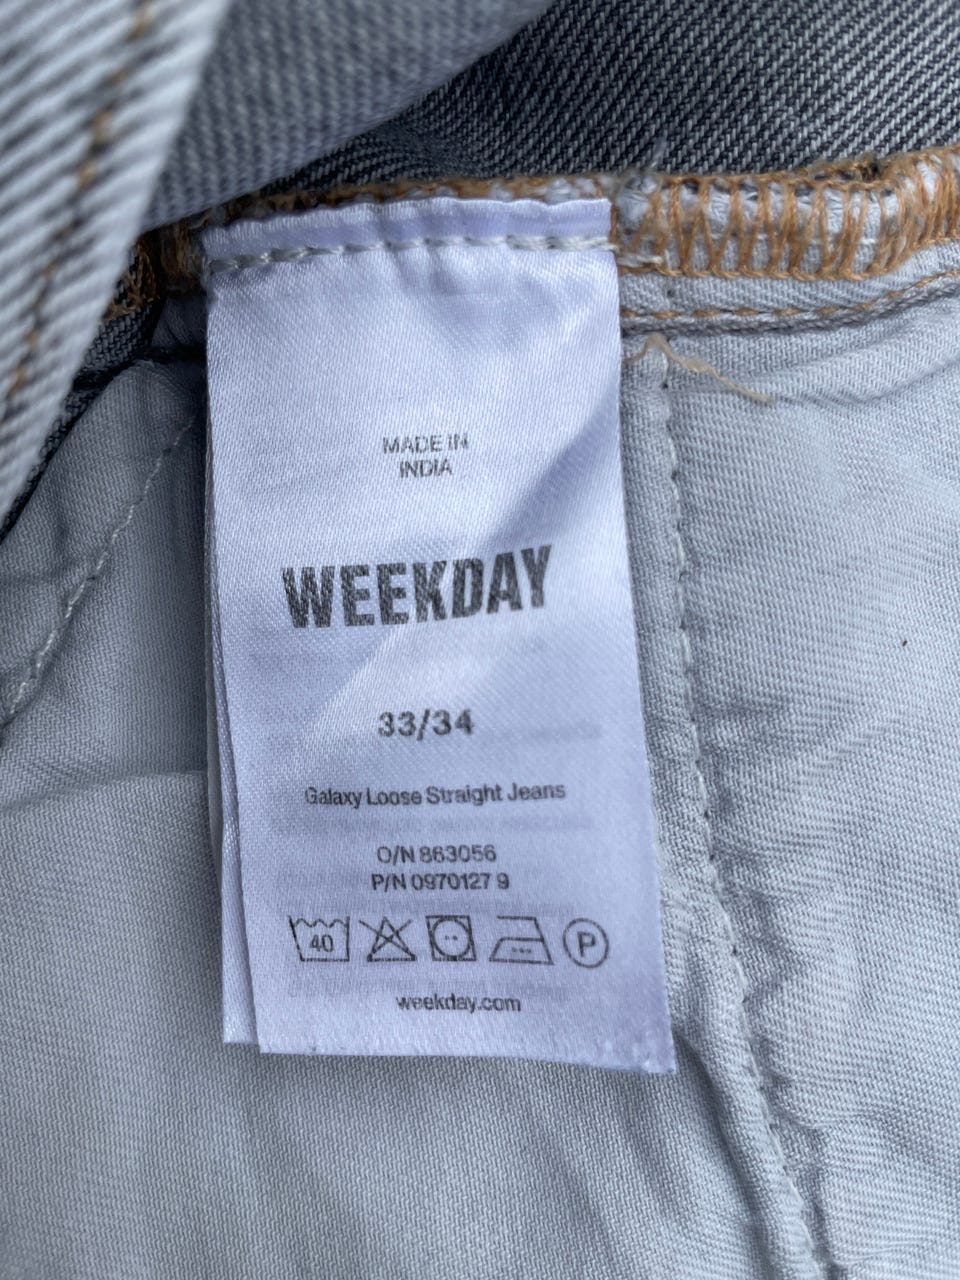 MADE IN
INDIA
WEEKDAY
33/34
Galaxy Loose Straight Jeans
O/N 863056
P/N 0970127 9
40 P
weekday.com